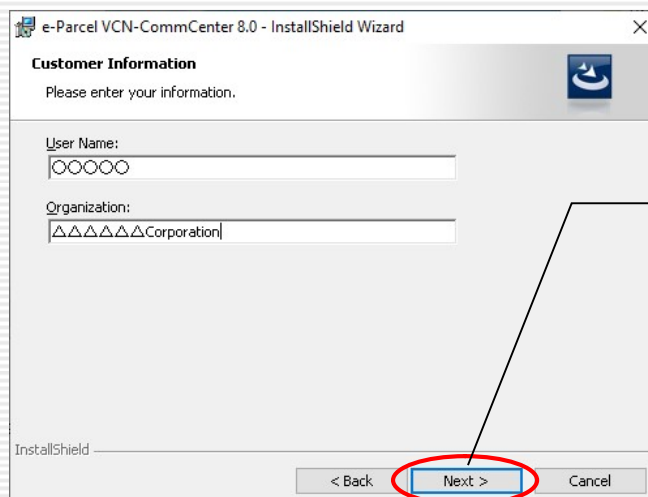 e-Parcel VCN-CommCenter 8.0 - InstallShield Wizard
Customer Information
Please enter your information.
User Name:
○○○○○
Organization:
△△△△△△Corporation
InstallShield
< Back
Next >
Cancel